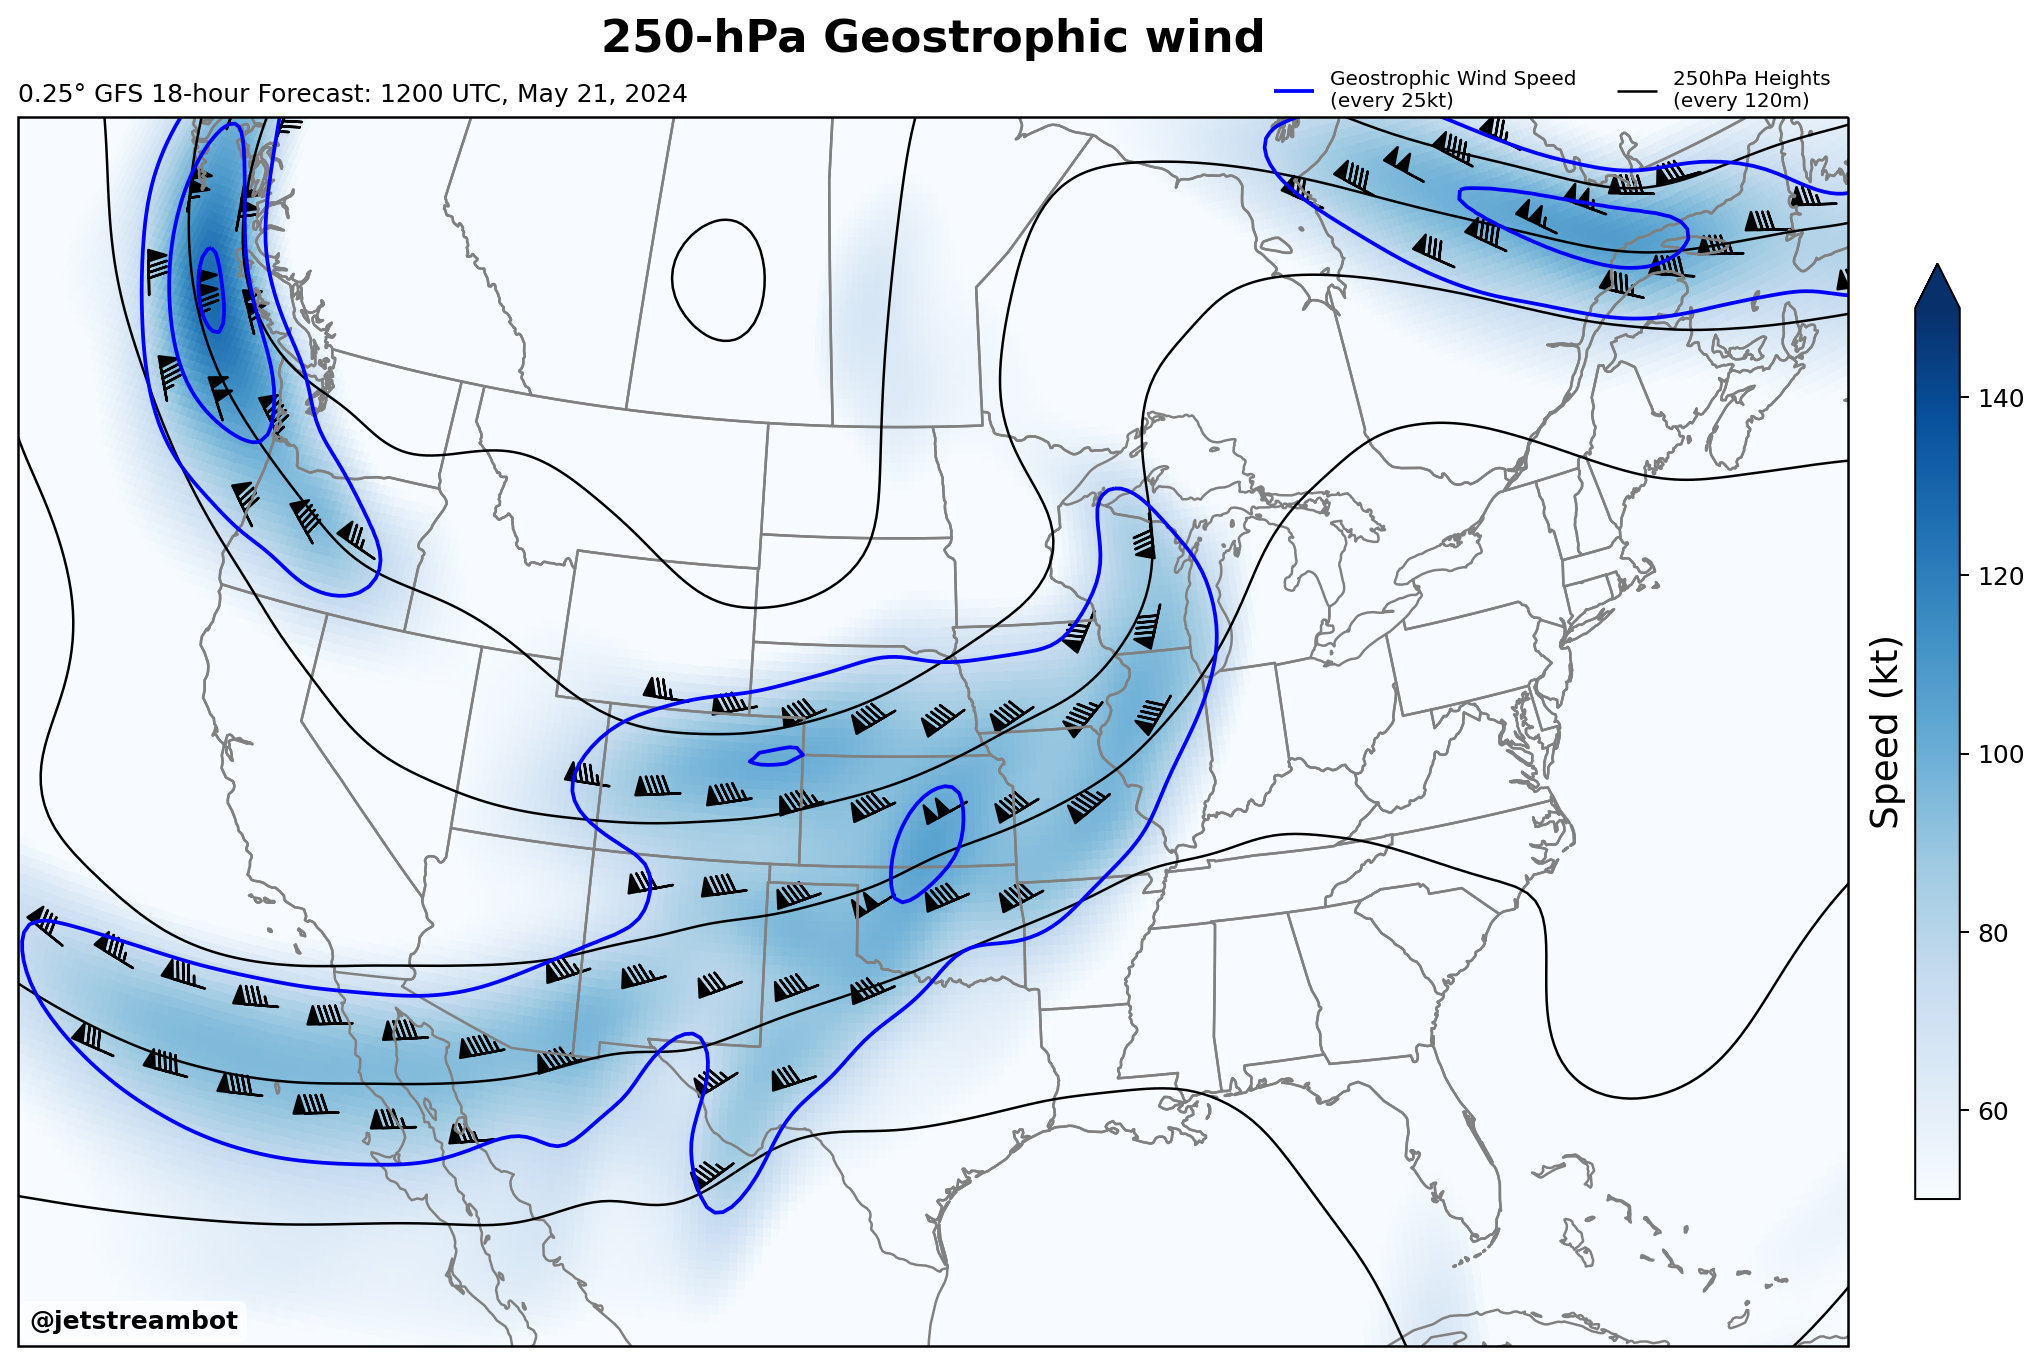 250-hPa Geostrophic wind
0.25° GFS 18-hour Forecast: 1200 UTC, May 21, 2024
Geostrophic Wind Speed
(every 25kt)
250hPa Heights
(every 120m)
140
120
100
80
60
Speed (kt)
@jetstreambot